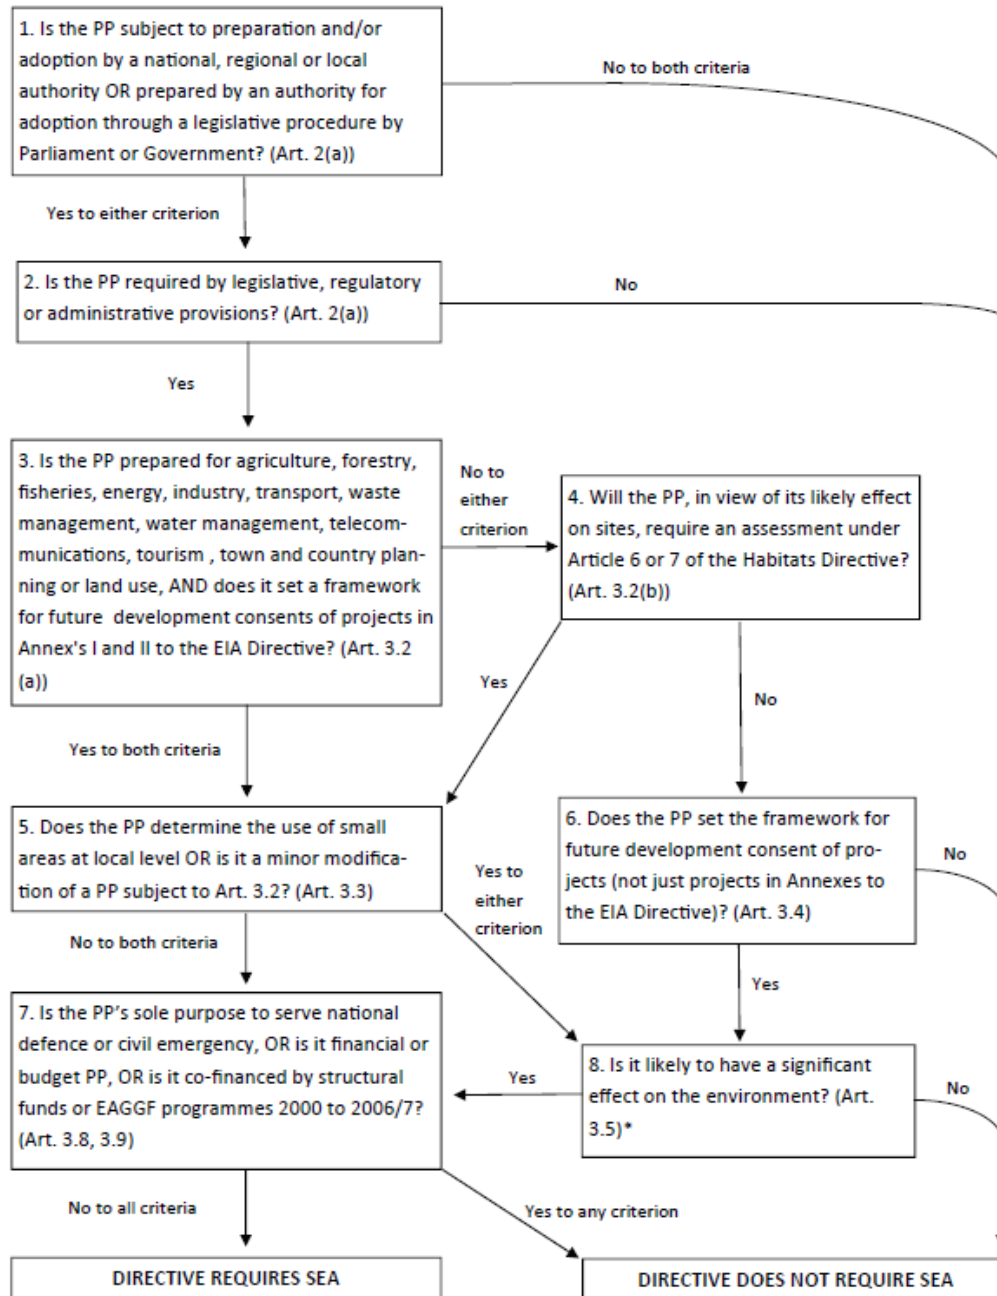 1. Is the PP subject to preparation and/or
adoption by a national, regional or local
authority OR prepared by an authority for
adoption through a legislative procedure by
Parliament or Government? (Art. 2(a))
No to both criteria
Yes to either criterion
2. Is the PP required by legislative, regulatory
or administrative provisions? (Art. 2(a))
No
Yes
3. Is the PP prepared for agriculture, forestry,
fisheries, energy, industry, transport, waste
management, water management, telecom-
munications, tourism , town and country plan-
ning or land use, AND does it set a framework
for future development consents of projects in
Annex's I and II to the EIA Directive? (Art. 3.2
(a))
No to
either
criterion
4. Will the PP, in view of its likely effect
on sites, require an assessment under
Article 6 or 7 of the Habitats Directive?
(Art. 3.2(b))
Yes
No
Yes to both criteria
5. Does the PP determine the use of small
areas at local level OR is it a minor modifica-
tion of a PP subject to Art. 3.2? (Art. 3.3)
Yes to
either
criterion
6. Does the PP set the framework for
future development consent of pro-
jects (not just projects in Annexes to
the EIA Directive)? (Art. 3.4)
No
No to both criteria
Yes
7. Is the PP's sole purpose to serve national
defence or civil emergency, OR is it financial or
budget PP, OR is it co-financed by structural
funds or EAGGF programmes 2000 to 2006/7?
(Art. 3.8, 3.9)
Yes
8. Is it likely to have a significant
effect on the environment? (Art.
3.5)*
No
No to all criteria
Yes to any criterion
DIRECTIVE REQUIRES SEA
DIRECTIVE DOES NOT REQUIRE SEA